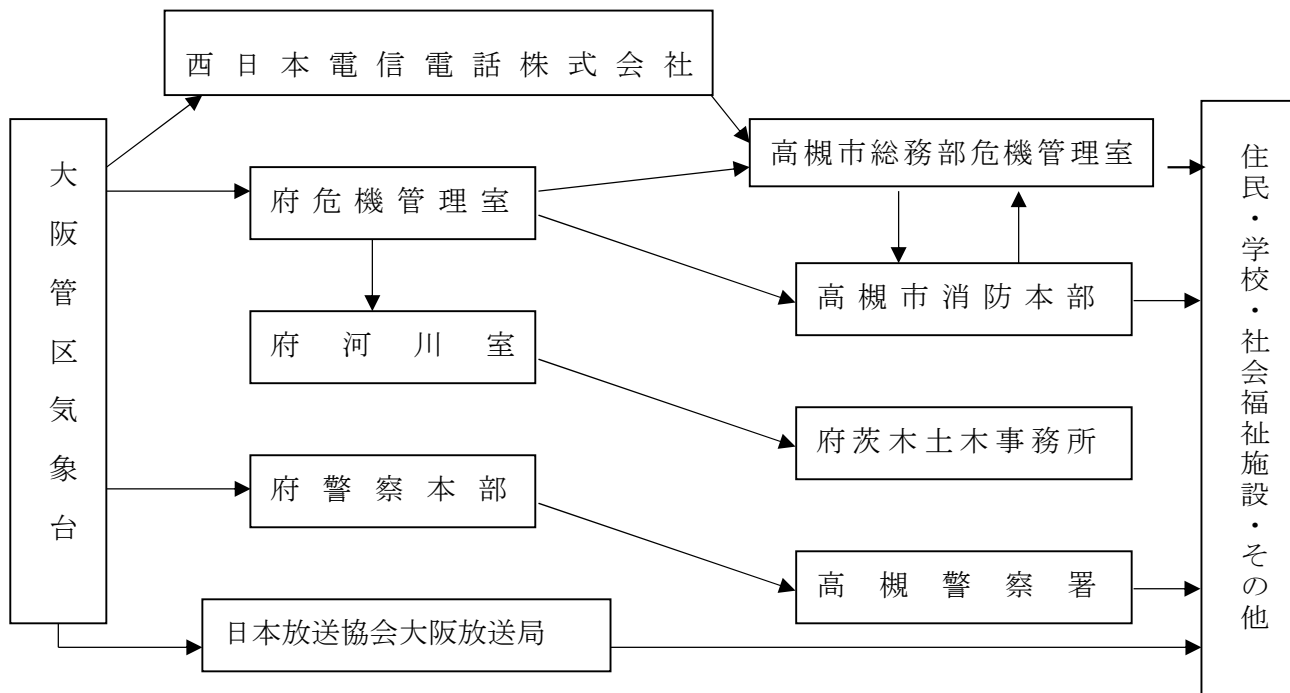 西日本電信電話株式会社
大阪管区気象台
高槻市総務部危機管理室
府危機管理室
高槻市消防本部
府河川室
府茨木土木事務所
府警察本部
高槻警察署
日本放送協会大阪放送局
住民・学校・社会福祉施設・その他